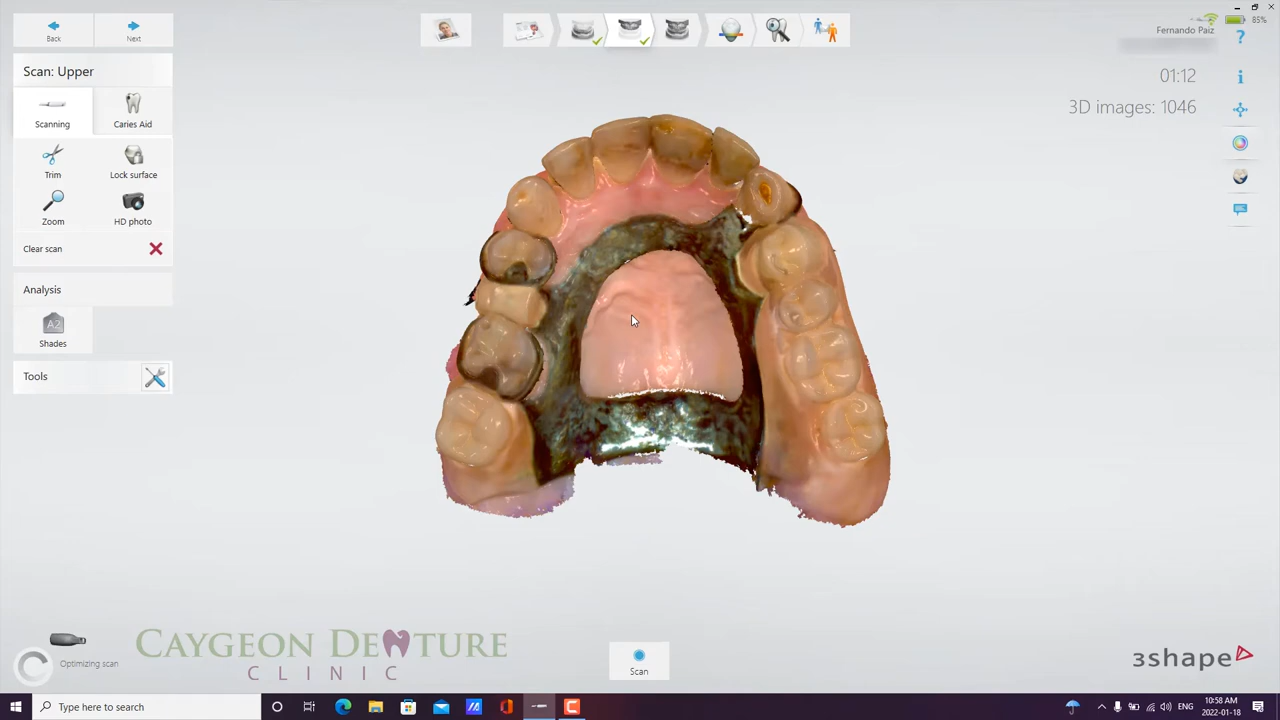 Back
Next
Fernando Paiz
85%
Scan: Upper
01:12
3D images: 1046
Scanning
Caries Aid
Trim
Lock surface
Zoom
HD photo
Clear scan
Analysis
A2
Shades
Tools
Optimizing scan
CAYGEON DENTURE
CLINIC
Scan
3shape
Type here to search
ENG
10:58 AM
2022-01-18